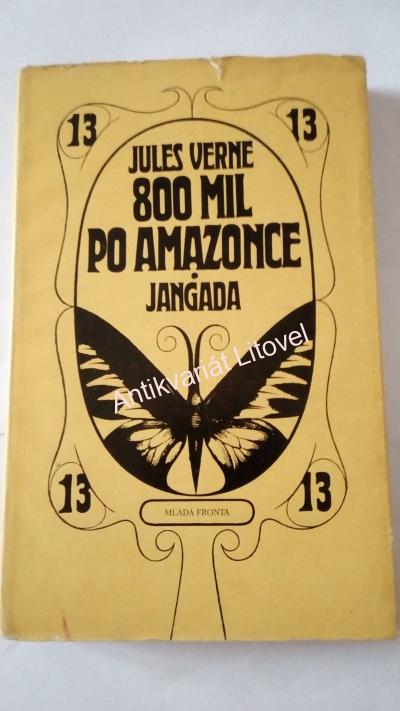 13 13
JULES VERNE
800 MIL
PO AMAZONCE
JANGADA
Antikvariát Litovel
13 13
MLADÁ FRONTA